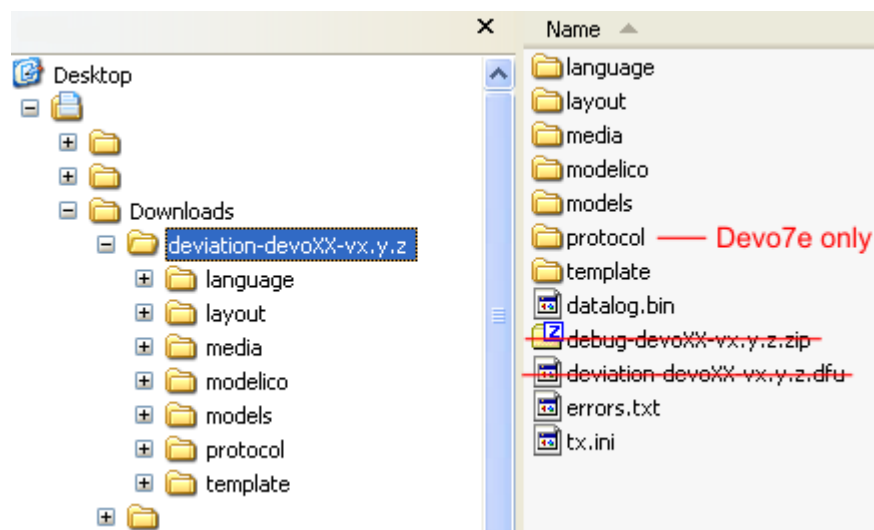 Name
Desktop
Downloads
deviation-devoXX-vx.y.z
language
layout
media
modelico
models
protocol
template
language
layout
media
modelico
models
protocol Devo7e only
template
datalog.bin
debug-devoXX-vx.y.z.zip
deviation-devoXX-vx.y.z.dfu
errors.txt
tx.ini